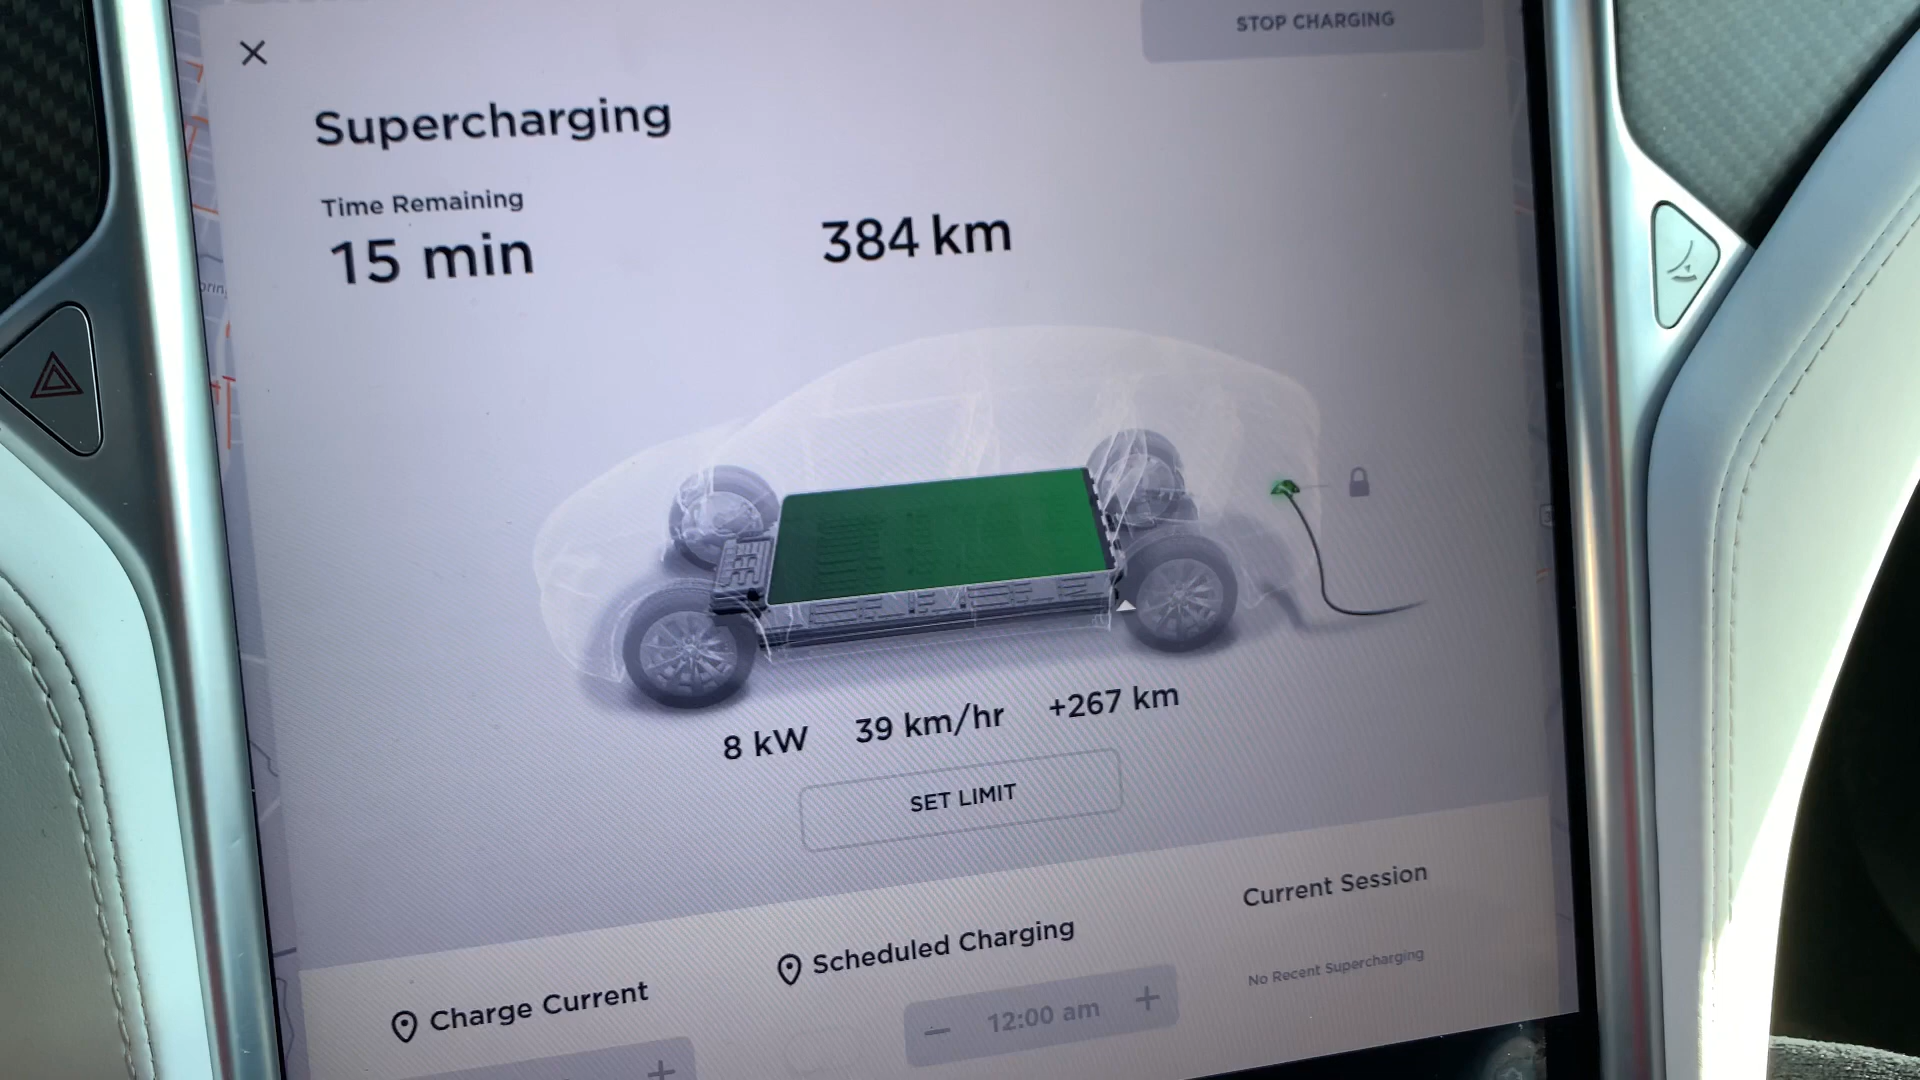 STOP CHARGING
Supercharging
Time Remaining
15 min
384 km
8 kW
39 km/hr
+267 km
SET LIMIT
Current Session
No Recent Supercharging
Scheduled Charging
− 12:00 am +
Charge Current
+